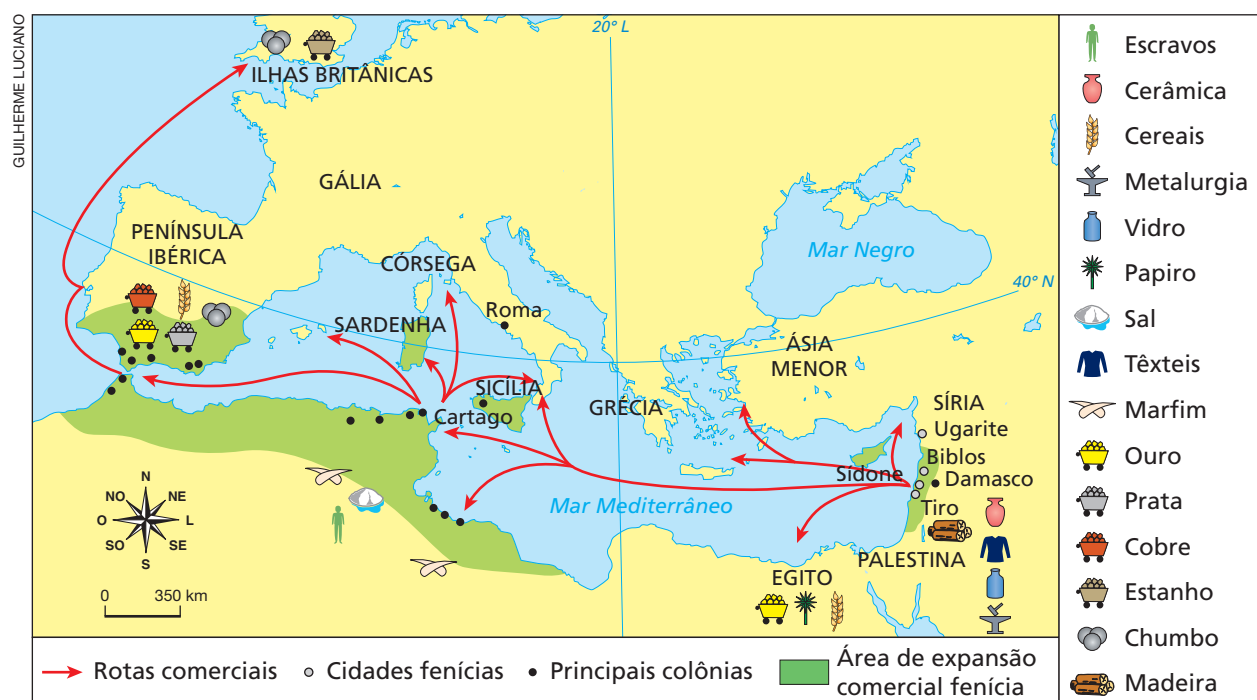 GUILHERME LUCIANO
20º L
ILHAS BRITÂNICAS
GÁLIA
PENÍNSULA
IBÉRICA
CÓRSEGA
Mar Negro
40º N
Roma
SARDENHA
ÁSIA
MENOR
SICÍLIA
GRÉCIA
Cartago
SÍRIA
Ugarite
Biblos
Sídone
Damasco
Mar Mediterrâneo
Tiro
PALESTINA
EGITO
N
NO
NE
O
L
SO
SE
S
0 350 km
Escravos
Cerâmica
Cereais
Metalurgia
Vidro
Papiro
Sal
Têxteis
Marfim
Ouro
Prata
Cobre
Estanho
Chumbo
Madeira
Rotas comerciais
Cidades fenícias
Principais colônias
Área de expansão
comercial fenícia